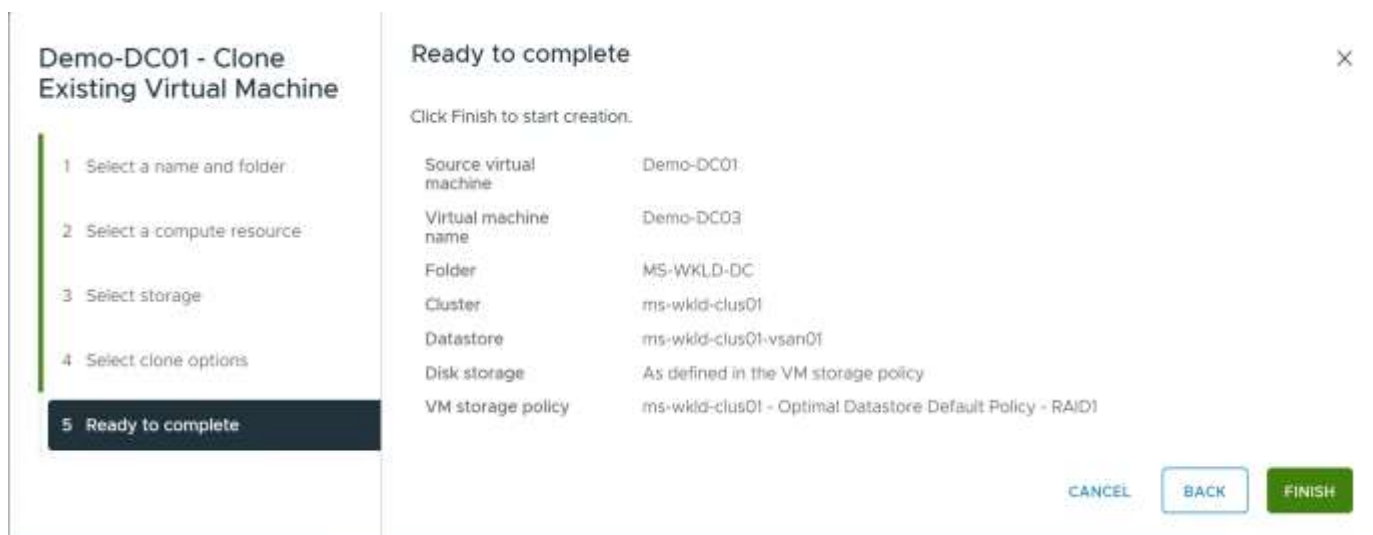 Demo-DC01 - Clone
Existing Virtual Machine
1 Select a name and folder
2 Select a compute resource
3 Select storage
4 Select clone options
5 Ready to complete
Ready to complete
Click Finish to start creation.
Source virtual machine Demo-DC01
Virtual machine name Demo-DC03
Folder MS-WKLD-DC
Cluster ms-wkld-clus01
Datastore ms-wkld-clus01-vsan01
Disk storage As defined in the VM storage policy
VM storage policy ms-wkld-clus01 - Optimal Datastore Default Policy - RAID1
CANCEL BACK FINISH